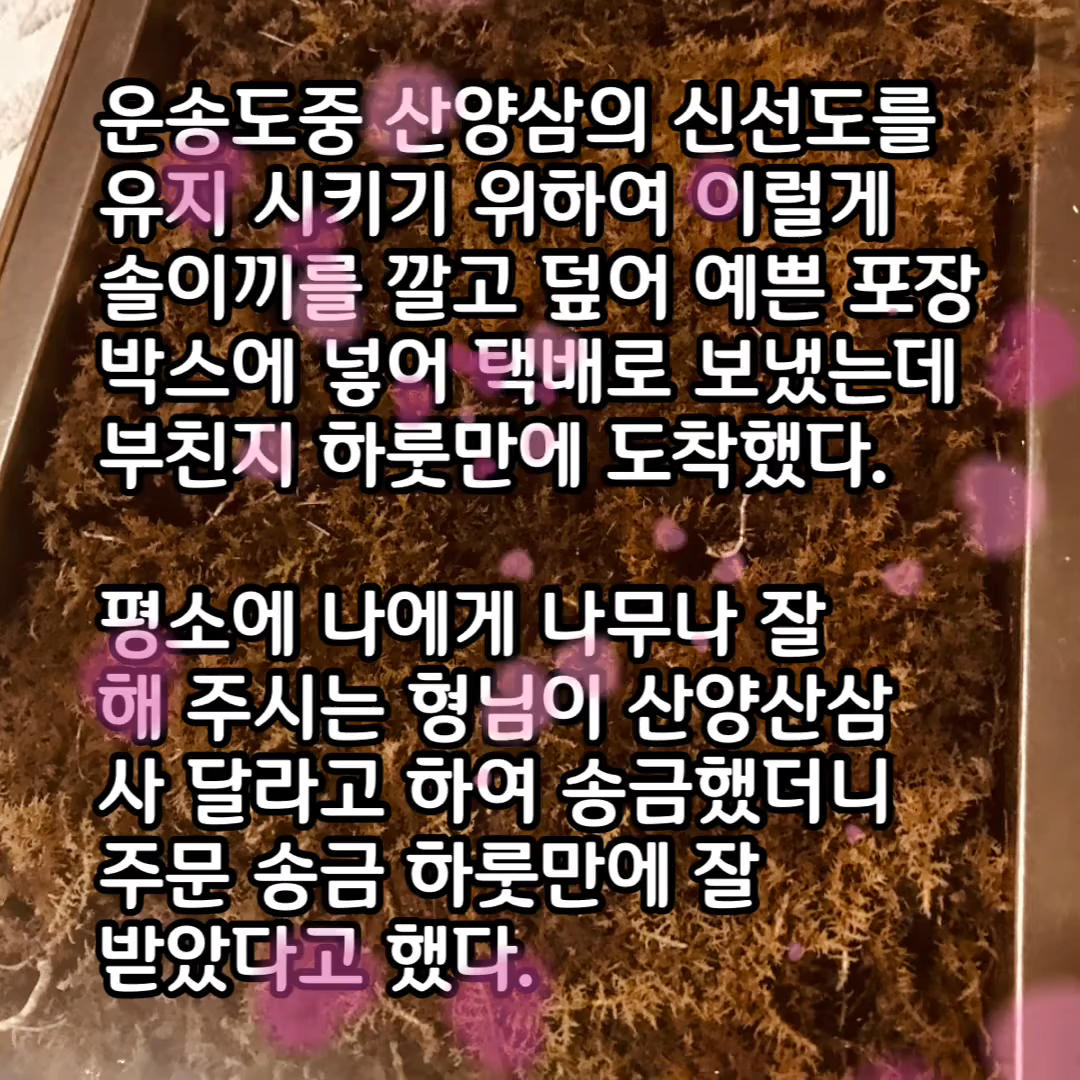 운송도중 산양삼의 신선도를
유지 시키기 위하여 이렇게
솔이끼를 깔고 덮어 예쁜 포장
박스에 넣어 택배로 보냈는데
부친지 하룻만에 도착했다.
평소에 나에게 나무나 잘
해 주시는 형님이 산양산삼
사 달라고 하여 송금했더니
주문 송금 하룻만에 잘
받았다고 했다.